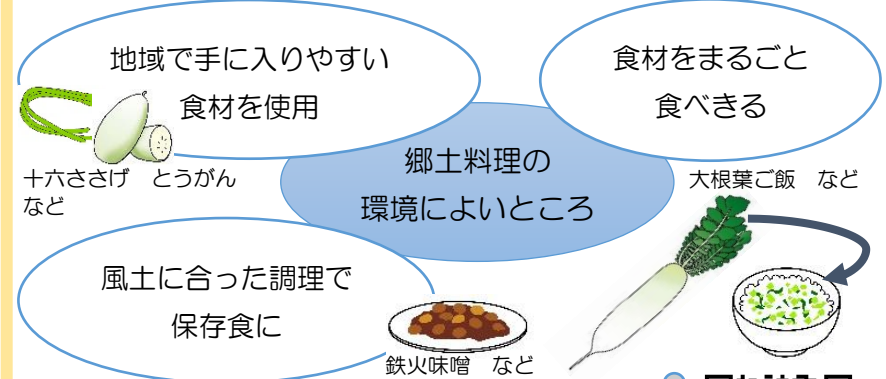 地域で手に入りやすい
食材を使用
食材をまるごと
食べきる
十六ささげ　とうがん
など
郷土料理の
環境によいところ
大根葉ご飯　など
風土に合った調理で
保存食に
鉄火味噌　など